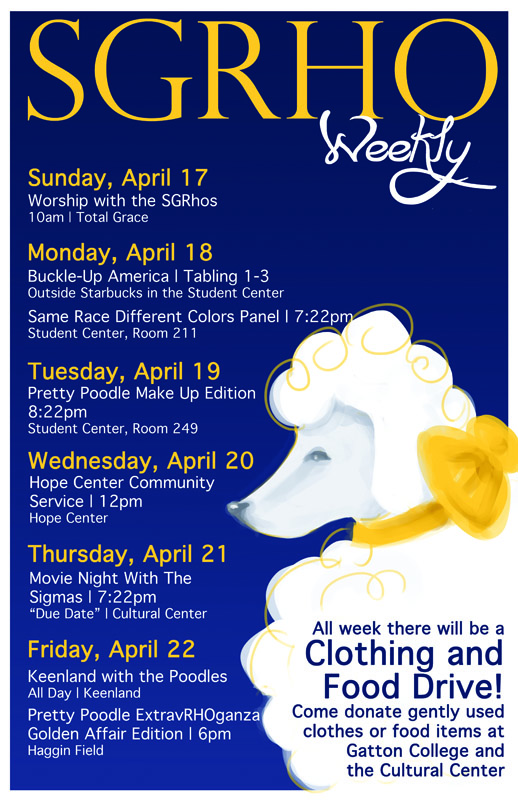 SGRHO
Weekly
Sunday, April 17
Worship with the SGRhos
10am | Total Grace
Monday, April 18
Buckle-Up America | Tabling 1-3
Outside Starbucks in the Student Center
Same Race Different Colors Panel | 7:22pm
Student Center, Room 211
Tuesday, April 19
Pretty Poodle Make Up Edition
8:22pm
Student Center, Room 249
Wednesday, April 20
Hope Center Community
Service | 12pm
Hope Center
Thursday, April 21
Movie Night With The
Sigmas | 7:22pm
“Due Date” | Cultural Center
Friday, April 22
Keenland with the Poodles
All Day | Keenland
Pretty Poodle ExtravRHOganza
Golden Affair Edition | 6pm
Haggin Field
All week there will be a
Clothing and
Food Drive!
Come donate gently used
clothes or food items at
Gatton College and
the Cultural Center